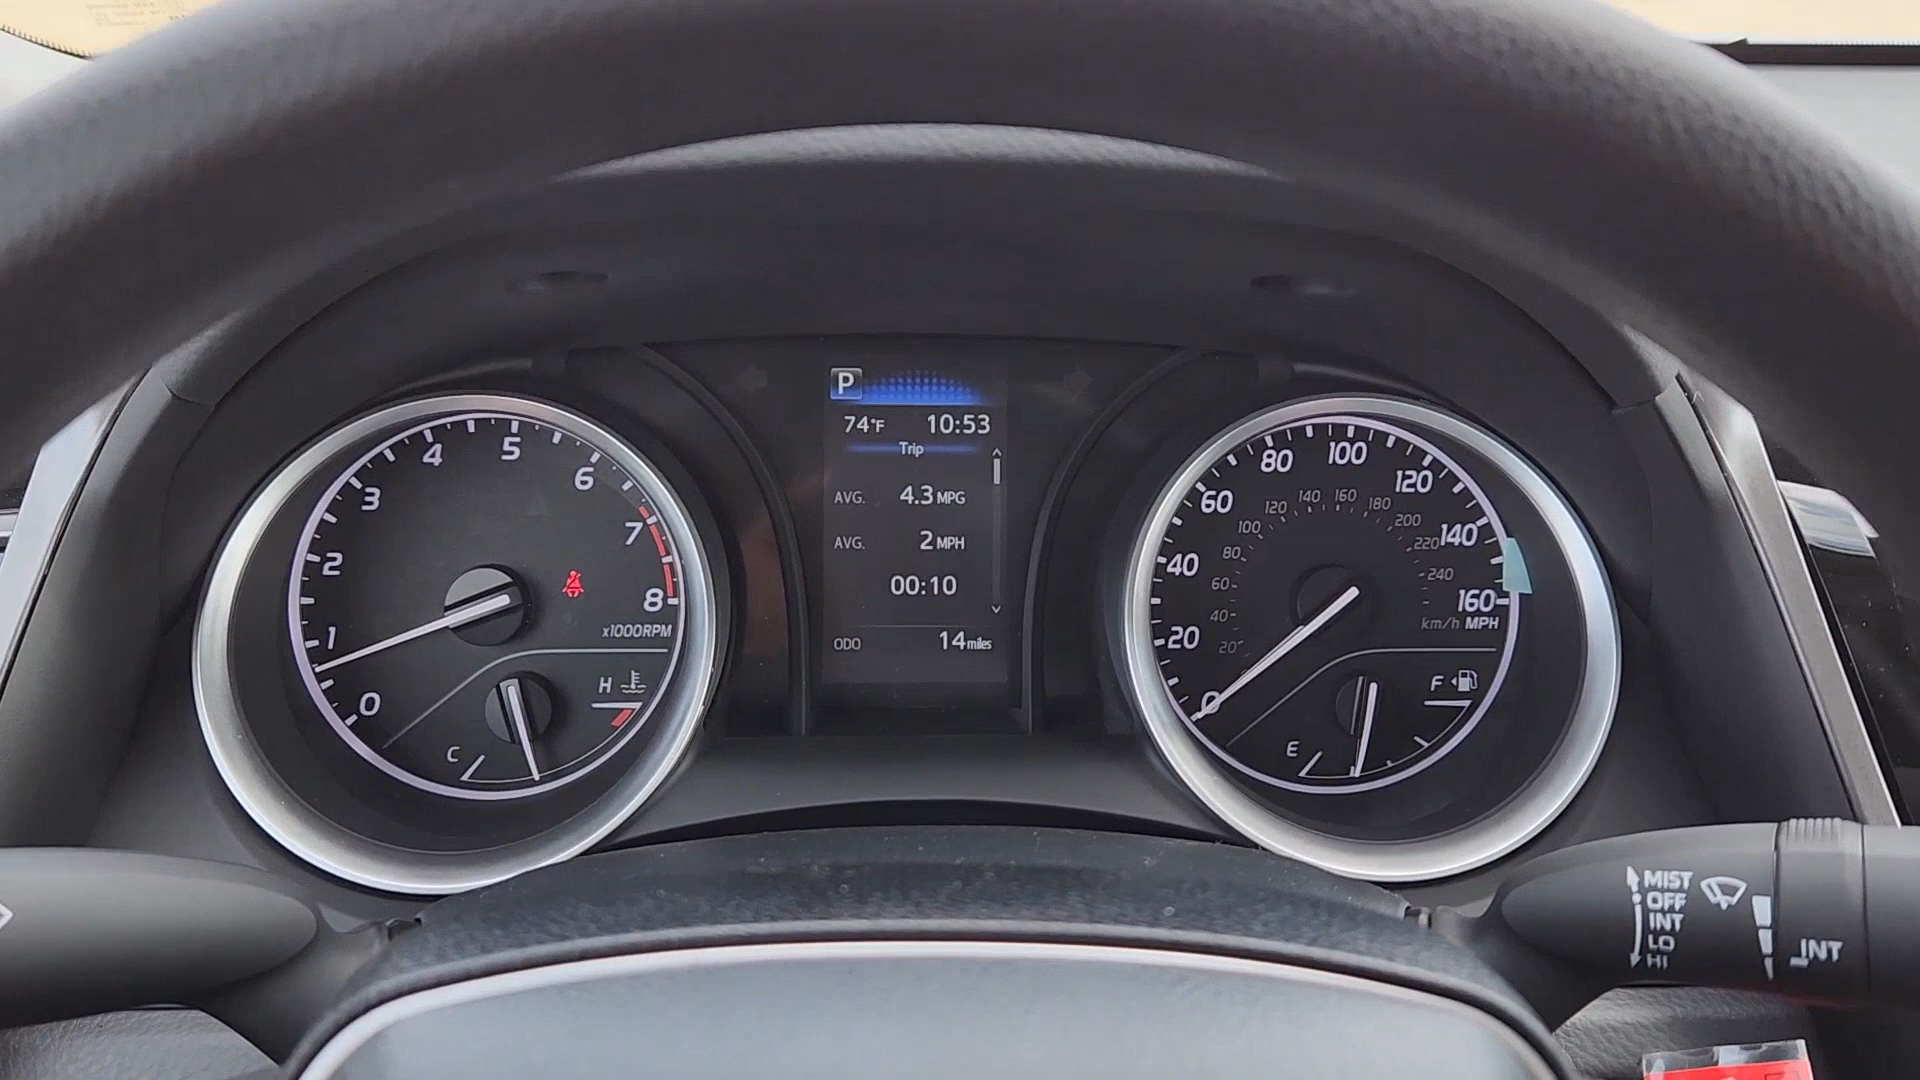 P
74°F 10:53
Trip
AVG. 4.3 MPG
AVG. 2 MPH
00:10
ODO 14 miles
0 1 2 3 4 5 6 7 8
x1000RPM
H
C
0 20 40 60 80 100 120 140 160
20 40 60 80 100 120 140 160 180 200 220 240
km/h MPH
F
E
MIST
OFF
INT
LO
HI
INT